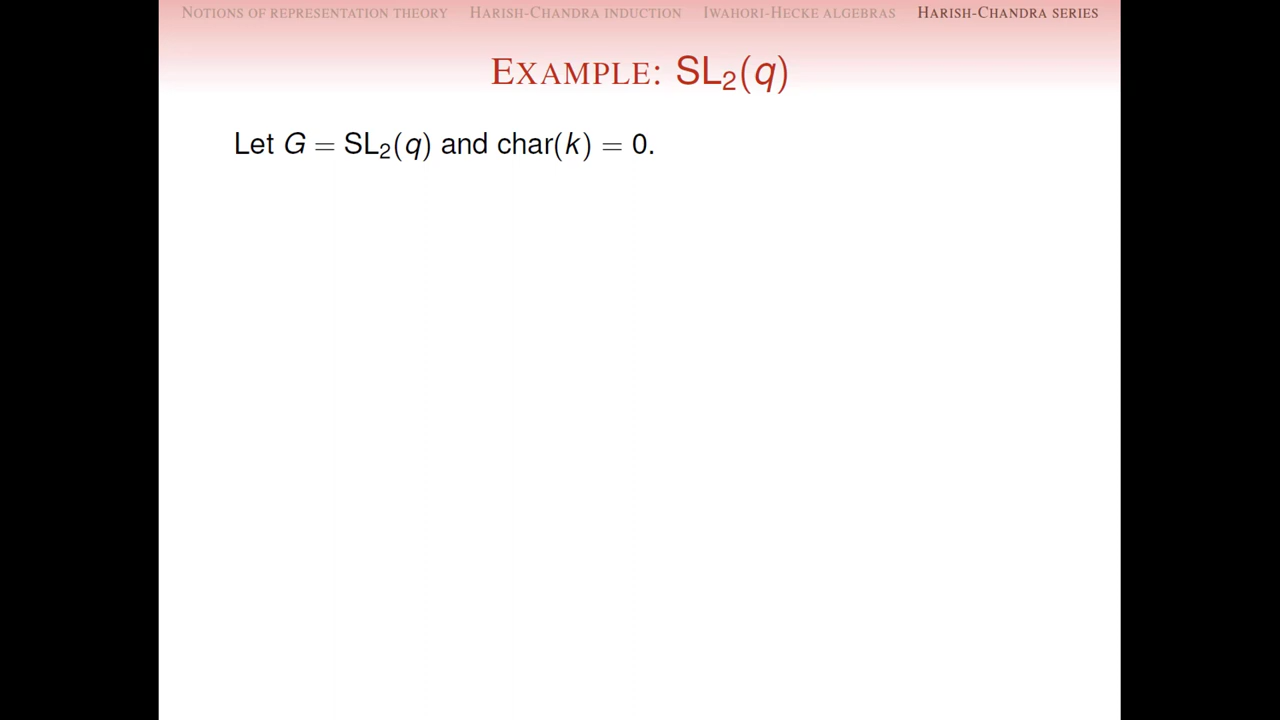 NOTIONS OF REPRESENTATION THEORY HARISH-CHANDRA INDUCTION IWAHORI-HECKE ALGEBRAS HARISH-CHANDRA SERIES
EXAMPLE: SL₂(q)
Let G = SL₂(q) and char(k) = 0.